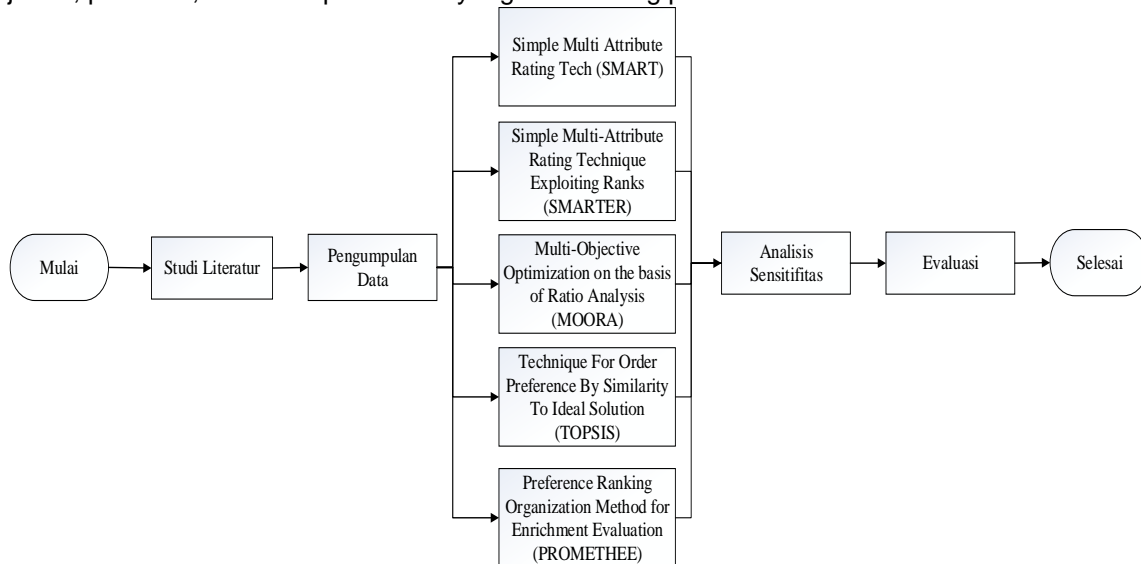 Simple Multi Attribute
Rating Tech (SMART)
Simple Multi-Attribute
Rating Technique
Exploiting Ranks
(SMARTER)
Mulai
Studi Literatur
Pengumpulan
Data
Multi-Objective
Optimization on the basis
of Ratio Analysis
(MOORA)
Analisis
Sensitifitas
Evaluasi
Selesai
Technique For Order
Preference By Similarity
To Ideal Solution
(TOPSIS)
Preference Ranking
Organization Method for
Enrichment Evaluation
(PROMETHEE)